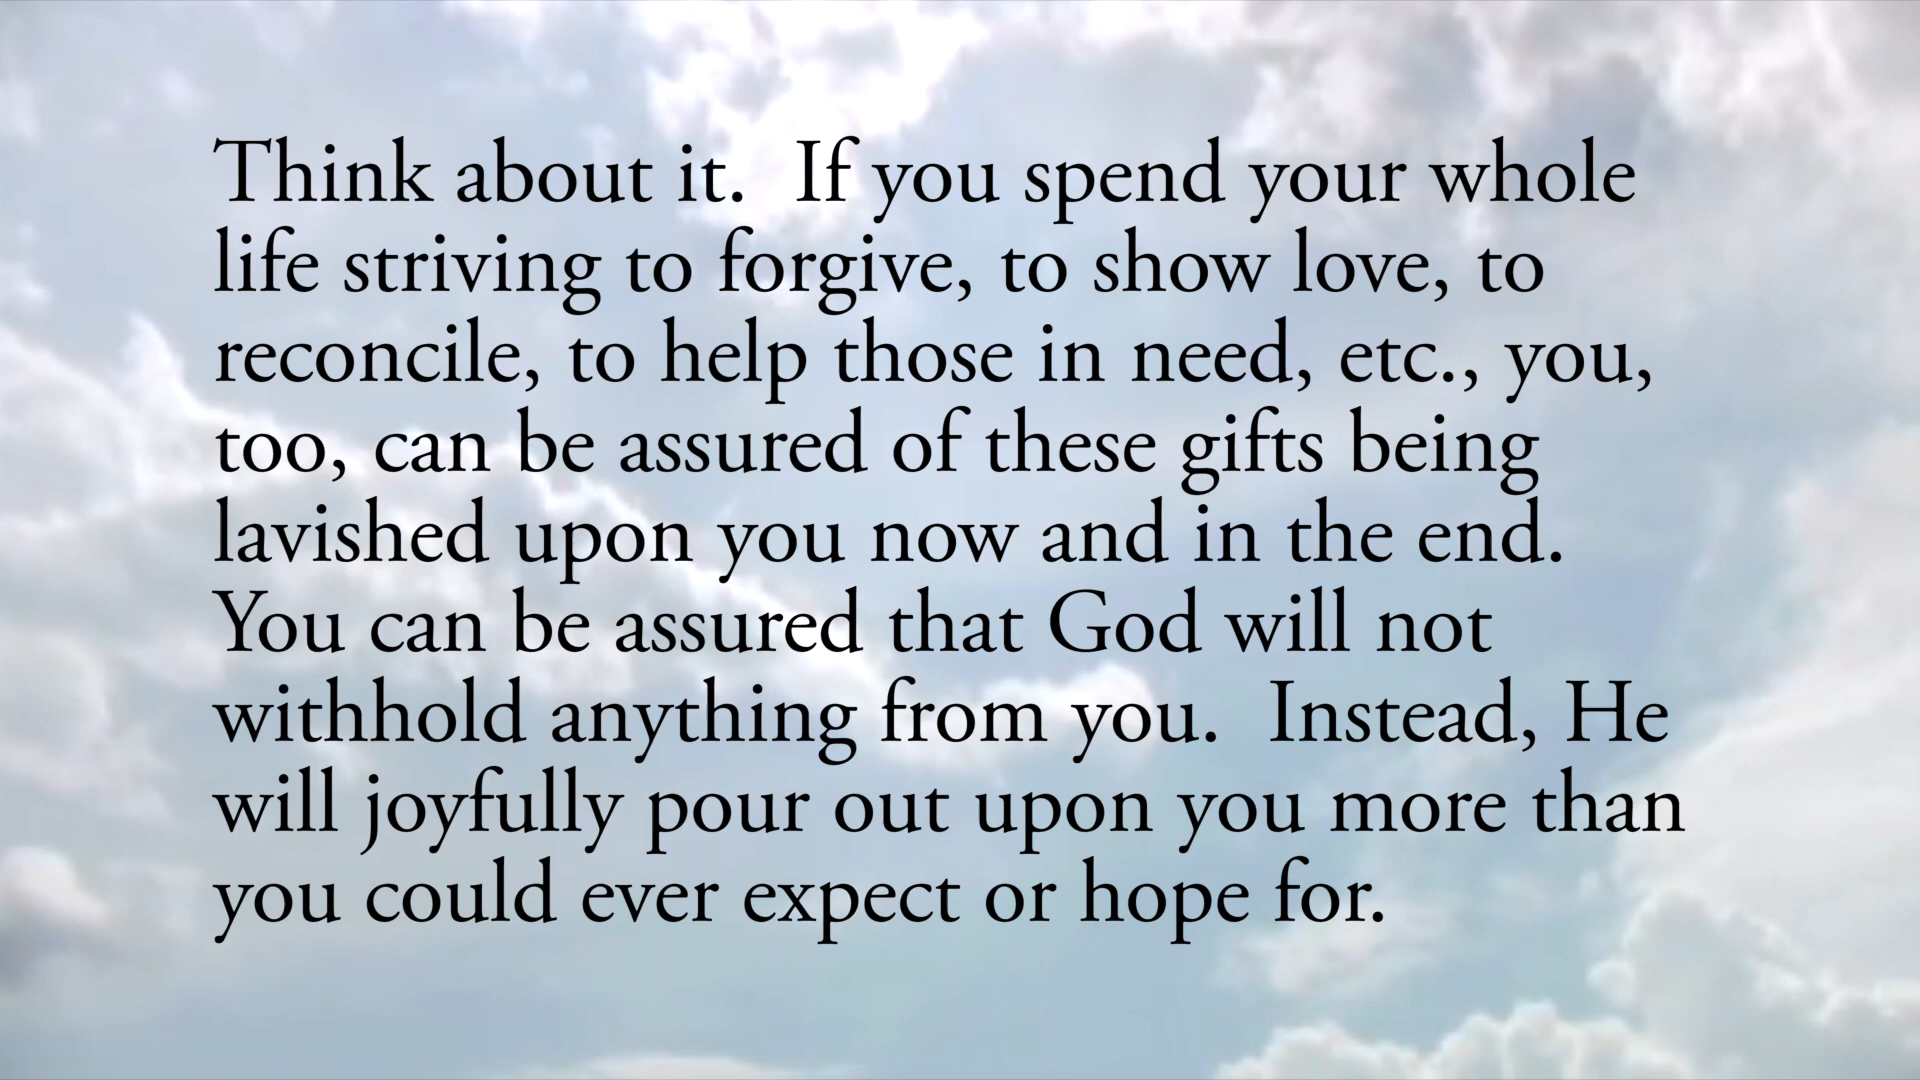 Think about it.  If you spend your whole
life striving to forgive, to show love, to
reconcile, to help those in need, etc., you,
too, can be assured of these gifts being
lavished upon you now and in the end.
You can be assured that God will not
withhold anything from you.  Instead, He
will joyfully pour out upon you more than
you could ever expect or hope for.